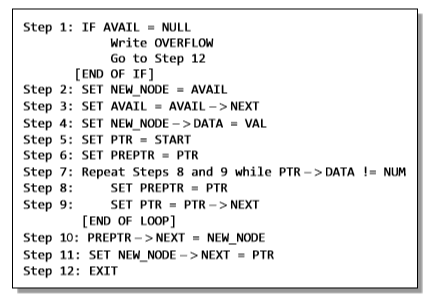 Step 1: IF AVAIL = NULL
Write OVERFLOW
Go to Step 12
[END OF IF]
Step 2: SET NEW_NODE = AVAIL
Step 3: SET AVAIL = AVAIL->NEXT
Step 4: SET NEW_NODE->DATA = VAL
Step 5: SET PTR = START
Step 6: SET PREPTR = PTR
Step 7: Repeat Steps 8 and 9 while PTR->DATA != NUM
Step 8: SET PREPTR = PTR
Step 9: SET PTR = PTR->NEXT
[END OF LOOP]
Step 10: PREPTR->NEXT = NEW_NODE
Step 11: SET NEW_NODE->NEXT = PTR
Step 12: EXIT